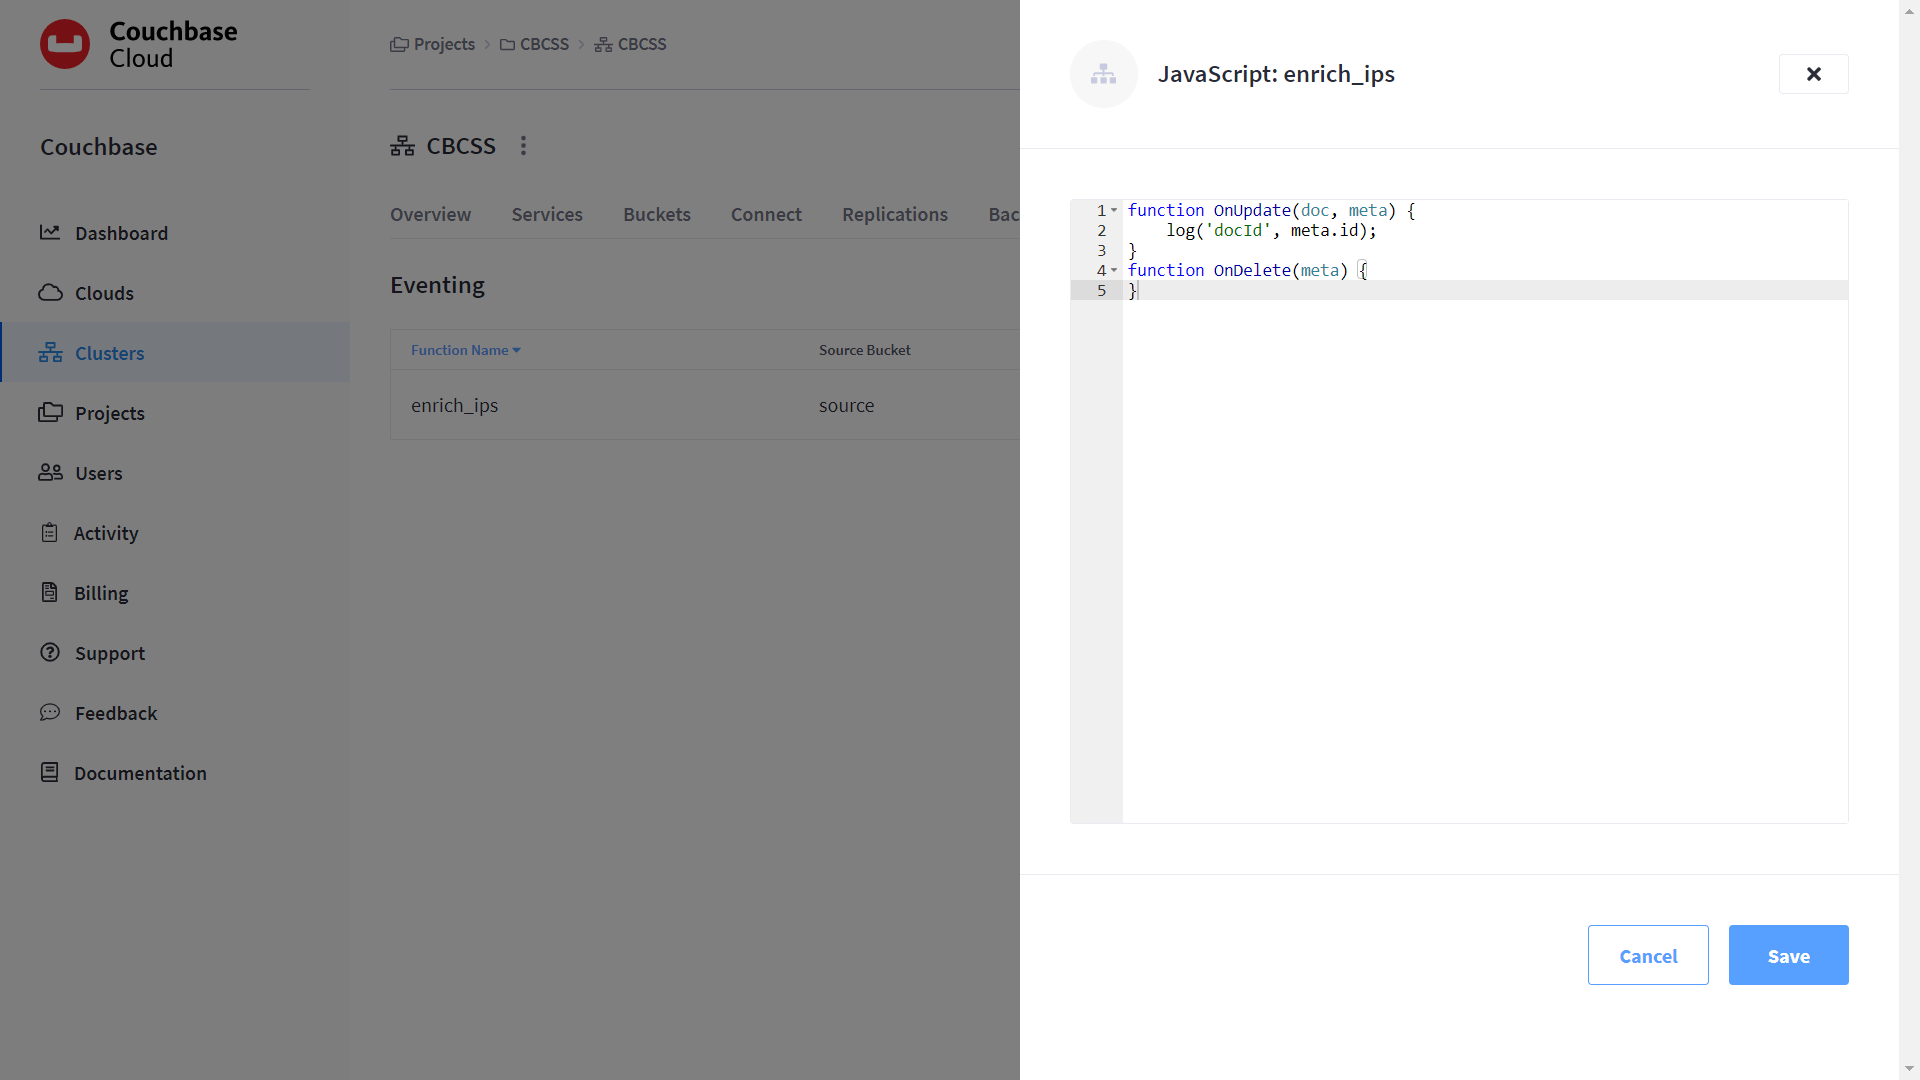 Couchbase
Cloud
Couchbase
Dashboard
Clouds
Clusters
Projects
Users
Activity
Billing
Support
Feedback
Documentation
Projects > CBCSS > CBCSS
CBCSS
Overview Services Buckets Connect Replications Bac
Eventing
Function Name Source Bucket
enrich_ips source
JavaScript: enrich_ips
1 function OnUpdate(doc, meta) {
2 log('docId', meta.id);
3 }
4 function OnDelete(meta) {
5 }
Cancel Save